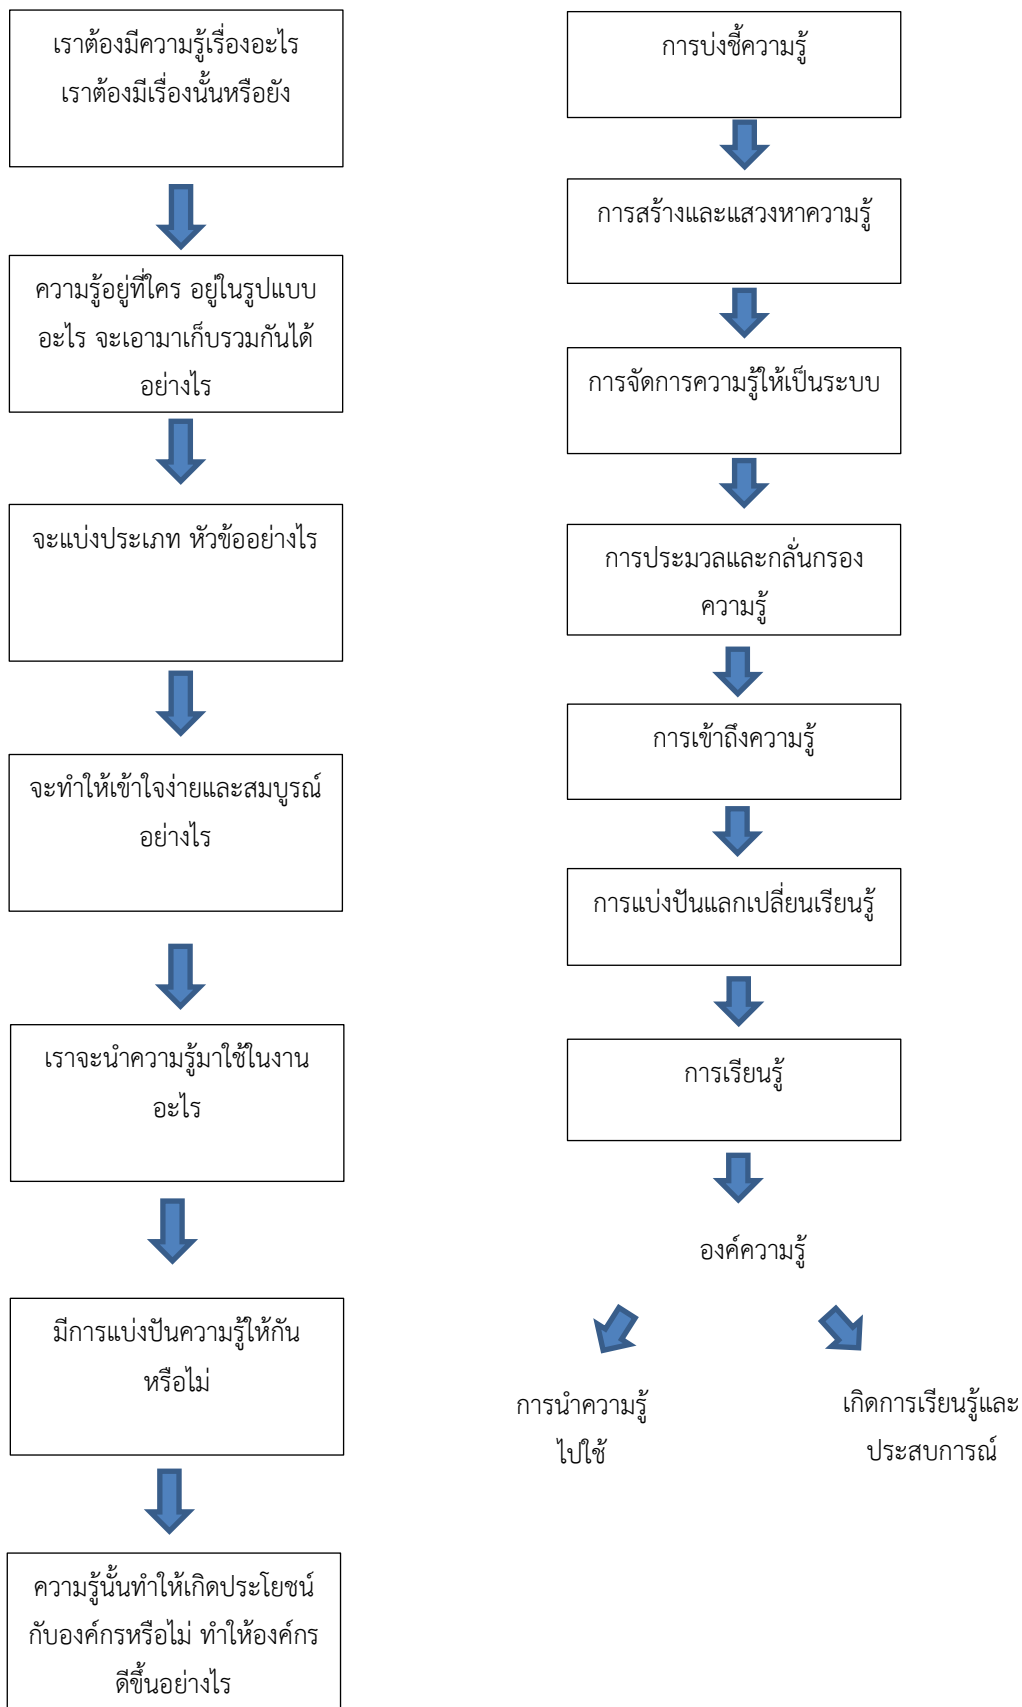 เราต้องมีความรู้เรื่องอะไร
เราต้องมีเรื่องนั้นหรือยัง
ความรู้อยู่ที่ใคร อยู่ในรูปแบบ
อะไร จะเอามาเก็บรวมกันได้
อย่างไร
จะแบ่งประเภท หัวข้ออย่างไร
จะทำให้เข้าใจง่ายและสมบูรณ์
อย่างไร
เราจะนำความรู้มาใช้ในงาน
อะไร
มีการแบ่งปันความรู้ให้กัน
หรือไม่
ความรู้นั้นทำให้เกิดประโยชน์
กับองค์กรหรือไม่ ทำให้องค์กร
ดีขึ้นอย่างไร
การบ่งชี้ความรู้
การสร้างและแสวงหาความรู้
การจัดการความรู้ให้เป็นระบบ
การประมวลและกลั่นกรอง
ความรู้
การเข้าถึงความรู้
การแบ่งปันแลกเปลี่ยนเรียนรู้
การเรียนรู้
องค์ความรู้
การนำความรู้
ไปใช้
เกิดการเรียนรู้และ
ประสบการณ์